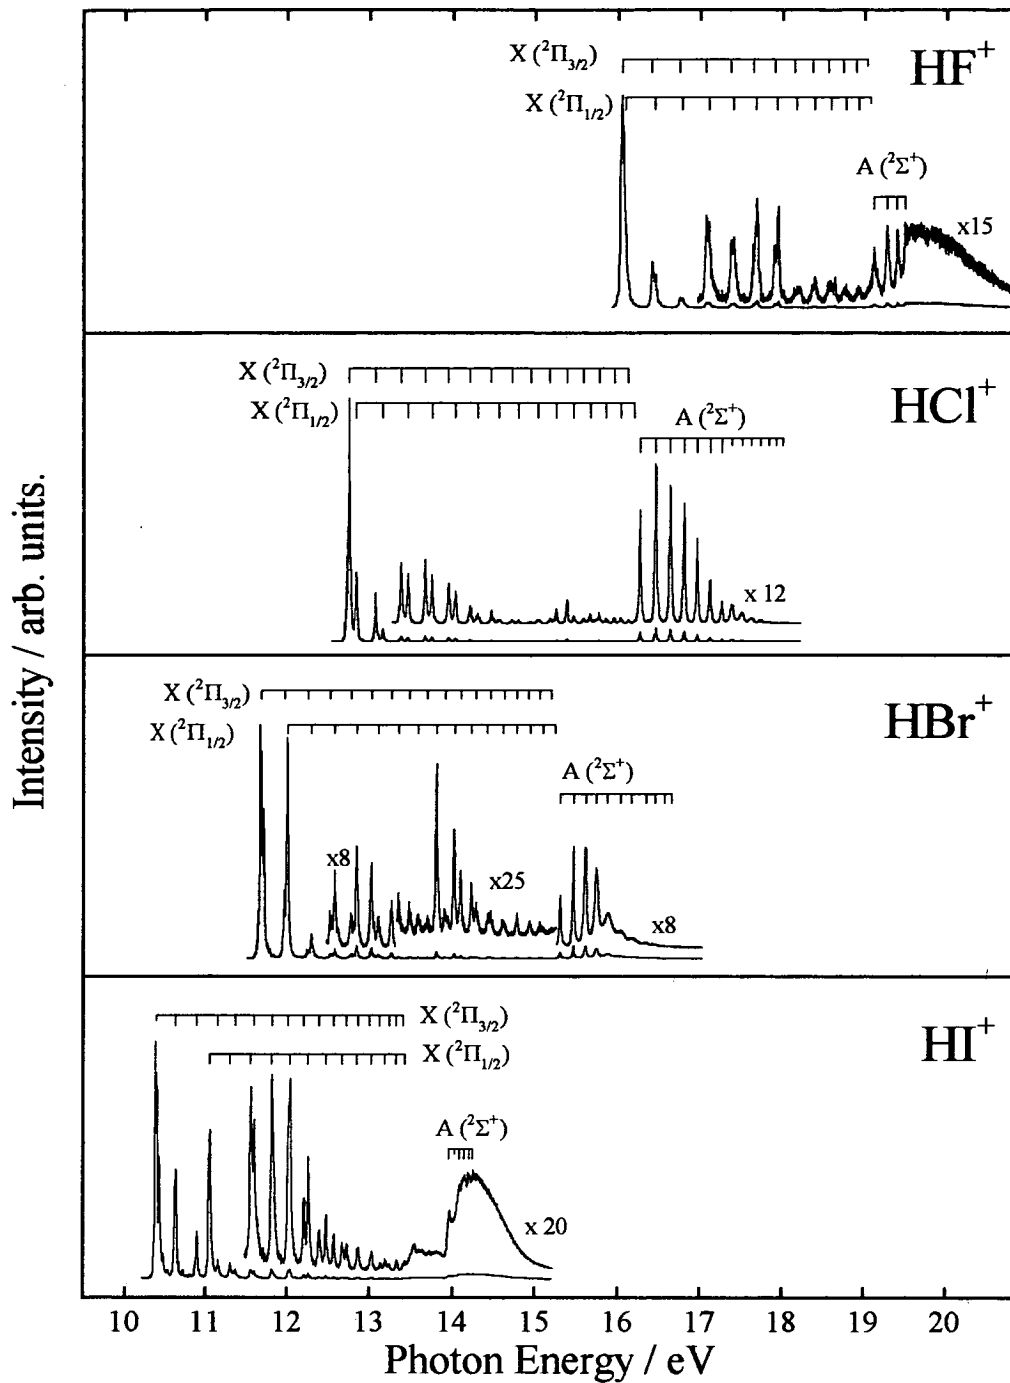 X (²Π₃/₂)
HF⁺
X (²Π₁/₂)
A (²Σ⁺)
x15
X (²Π₃/₂)
HCl⁺
X (²Π₁/₂)
A (²Σ⁺)
x 12
X (²Π₃/₂)
HBr⁺
X (²Π₁/₂)
A (²Σ⁺)
x8
x25
x8
X (²Π₃/₂)
HI⁺
X (²Π₁/₂)
A (²Σ⁺)
x 20
Intensity / arb. units.
10 11 12 13 14 15 16 17 18 19 20
Photon Energy / eV